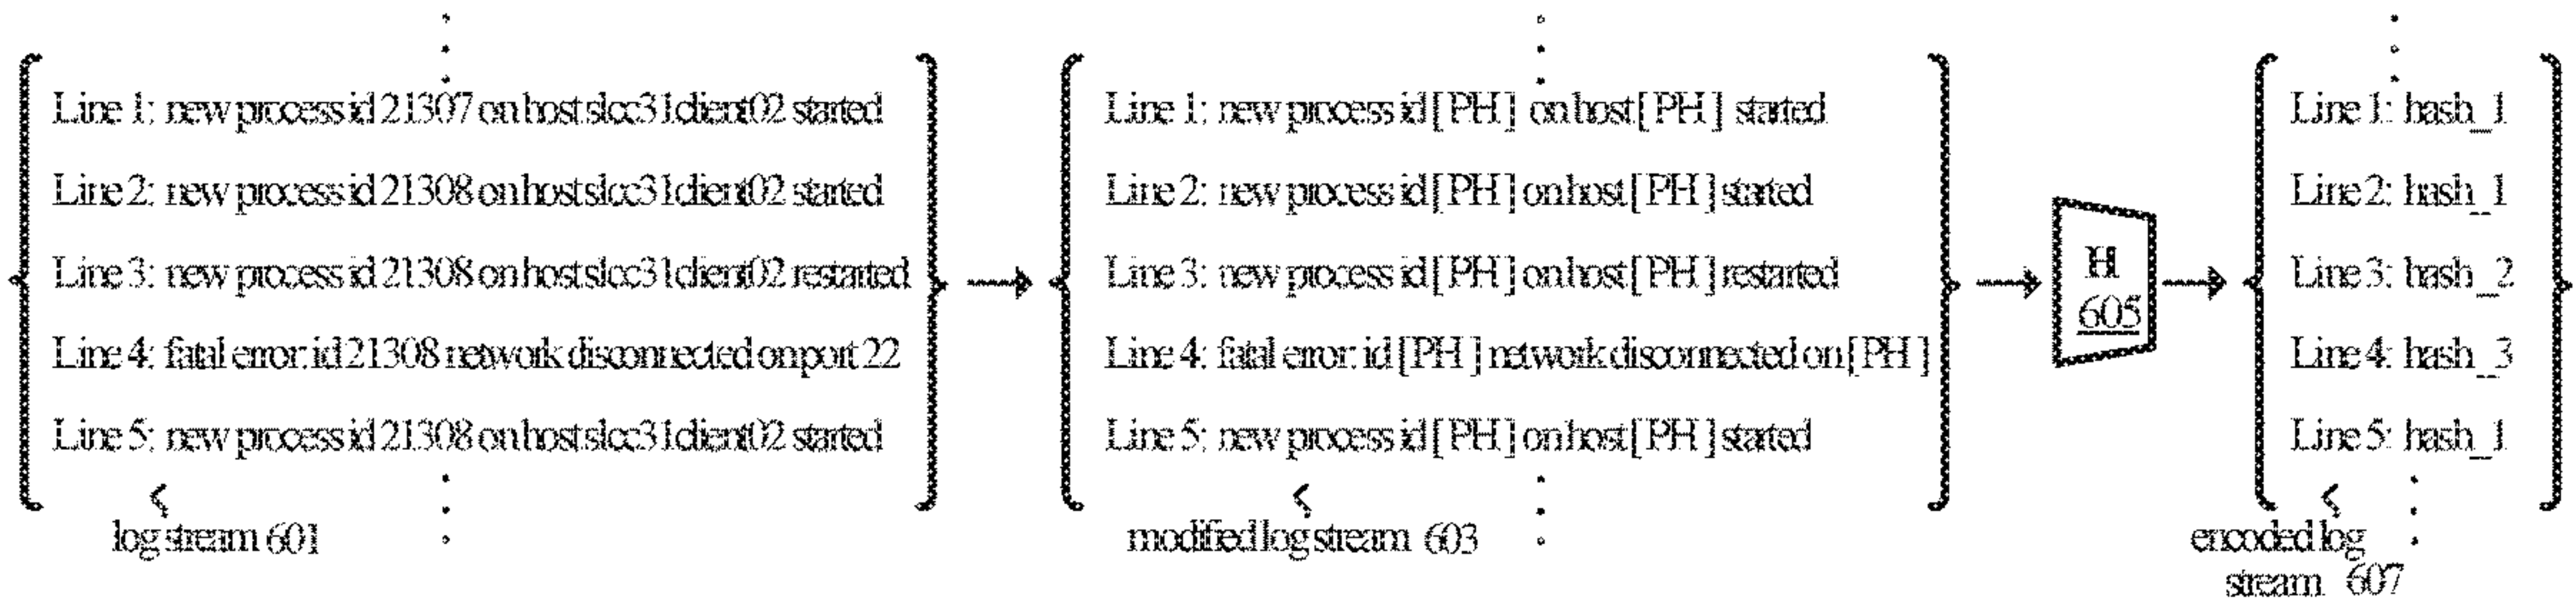 Line 1: new process id 21307 on host slcc31client02 started
Line 2: new process id 21308 on host slcc31client02 started
Line 3: new process id 21308 on host slcc31client02 restarted
Line 4: fatal error: id 21308 network disconnected on port 22
Line 5: new process id 21308 on host slcc31client02 started
log stream 601
Line 1: new process id [PH] on host [PH] started
Line 2: new process id [PH] on host [PH] started
Line 3: new process id [PH] on host [PH] restarted
Line 4: fatal error: id [PH] network disconnected on [PH]
Line 5: new process id [PH] on host [PH] started
modified log stream 603
H
605
Line 1: hash_1
Line 2: hash_1
Line 3: hash_2
Line 4: hash_3
Line 5: hash_1
encoded log
stream 607